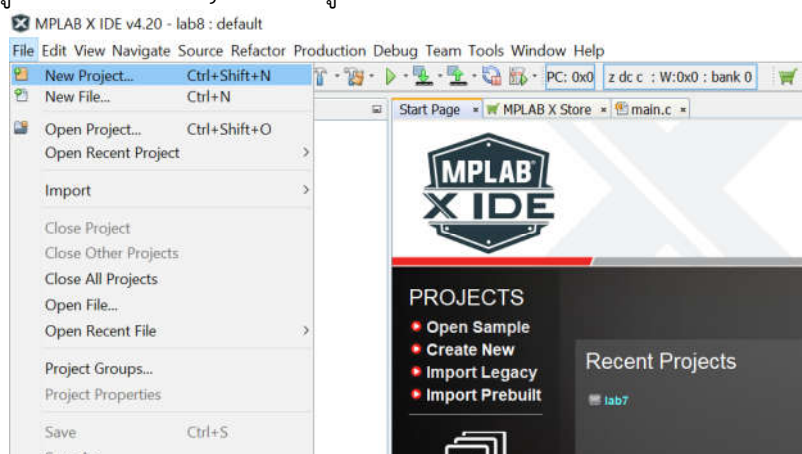 MPLAB X IDE v4.20 - lab8 : default
File Edit View Navigate Source Refactor Production Debug Team Tools Window Help
New Project... Ctrl+Shift+N
PC: 0x0 z dc c : W:0x0 : bank 0
New File... Ctrl+N
Start Page MPLAB X Store main.c
Open Project... Ctrl+Shift+O
Open Recent Project
Import
Close Project
Close Other Projects
Close All Projects
Open File...
Open Recent File
Project Groups...
Project Properties
Save Ctrl+S
MPLAB
X IDE
PROJECTS
Open Sample
Create New
Import Legacy
Import Prebuilt
Recent Projects
lab7